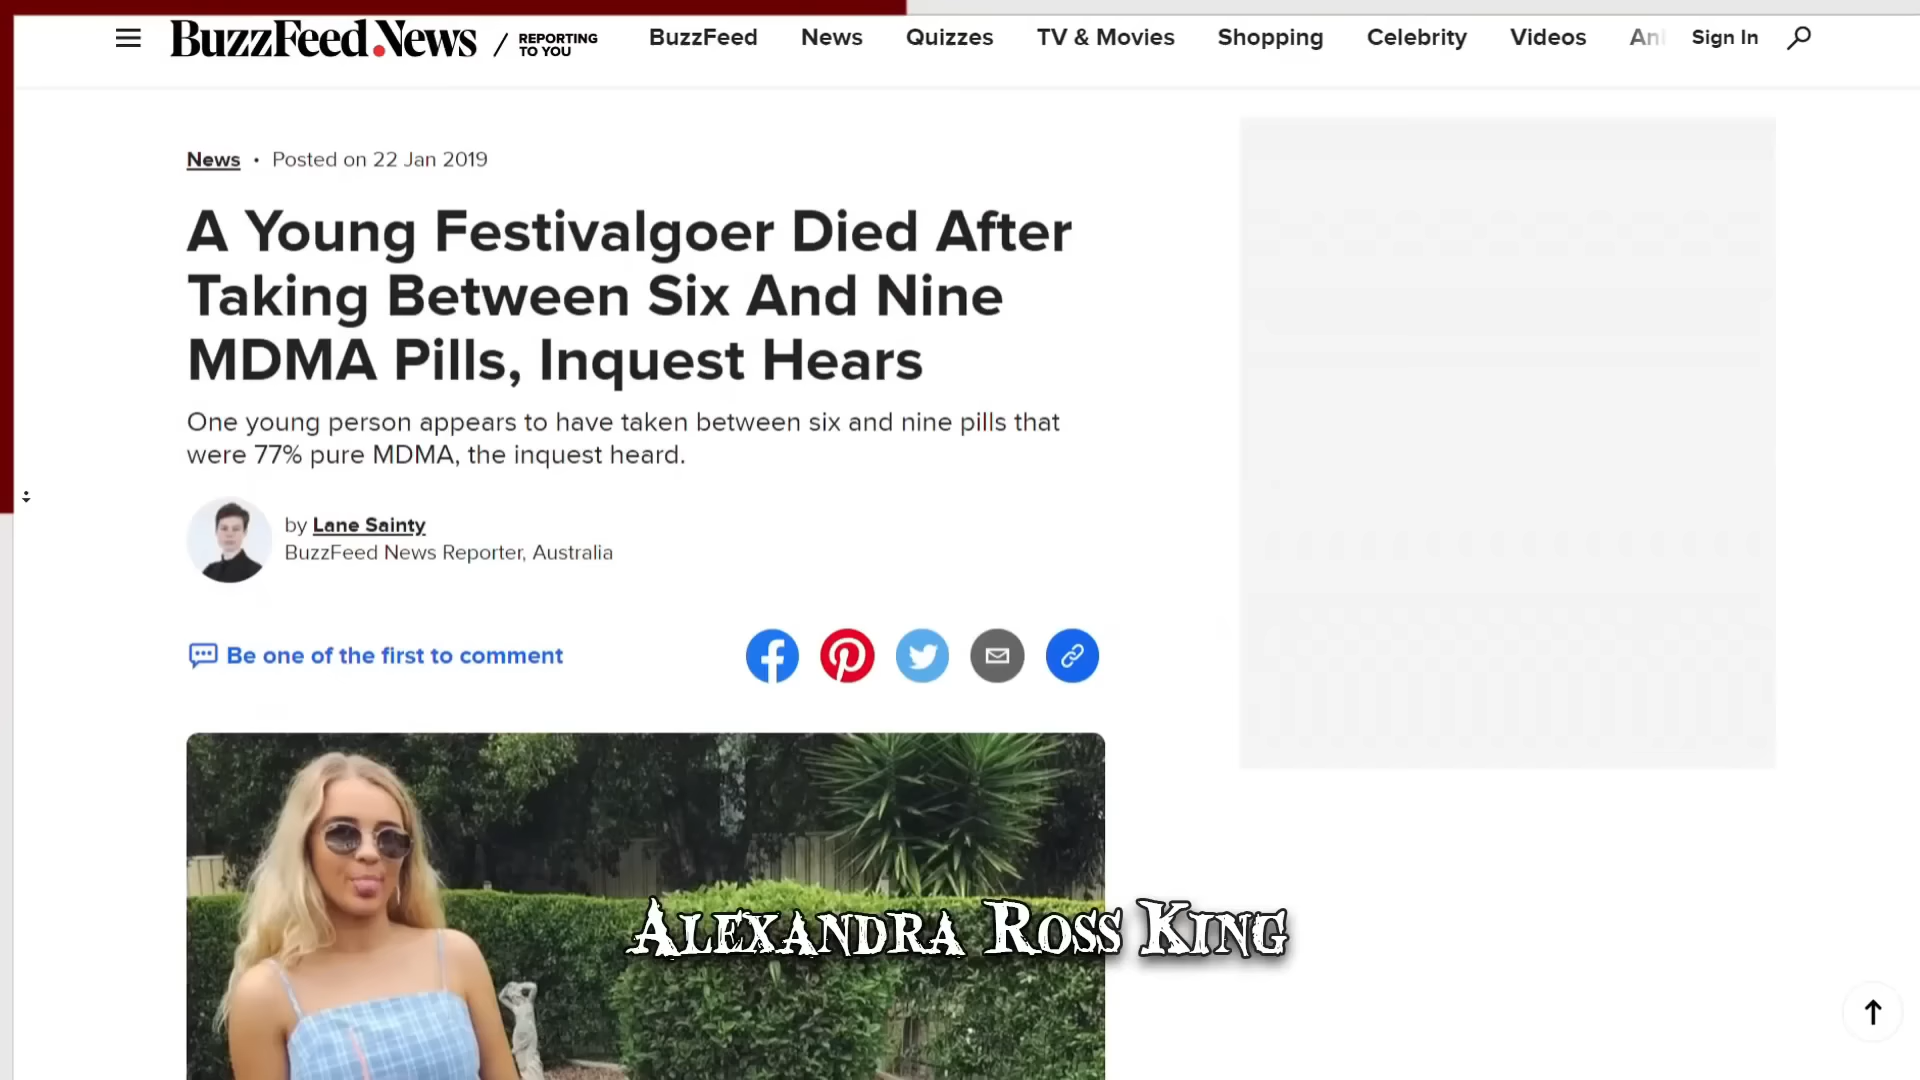 BuzzFeed News / REPORTING TO YOU
BuzzFeed News Quizzes TV & Movies Shopping Celebrity Videos Sign In
News • Posted on 22 Jan 2019
A Young Festivalgoer Died After
Taking Between Six And Nine
MDMA Pills, Inquest Hears
One young person appears to have taken between six and nine pills that
were 77% pure MDMA, the inquest heard.
by Lane Sainty
BuzzFeed News Reporter, Australia
Be one of the first to comment
Alexandra Ross King